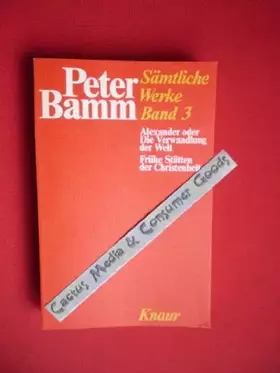 Peter
Bamm
Sämtliche
Werke
Band 3
Alexander oder
Die Verwandlung
der Welt
Frühe Stätten
der Christenheit
Cactus Media & Consumer Goods
Knaur